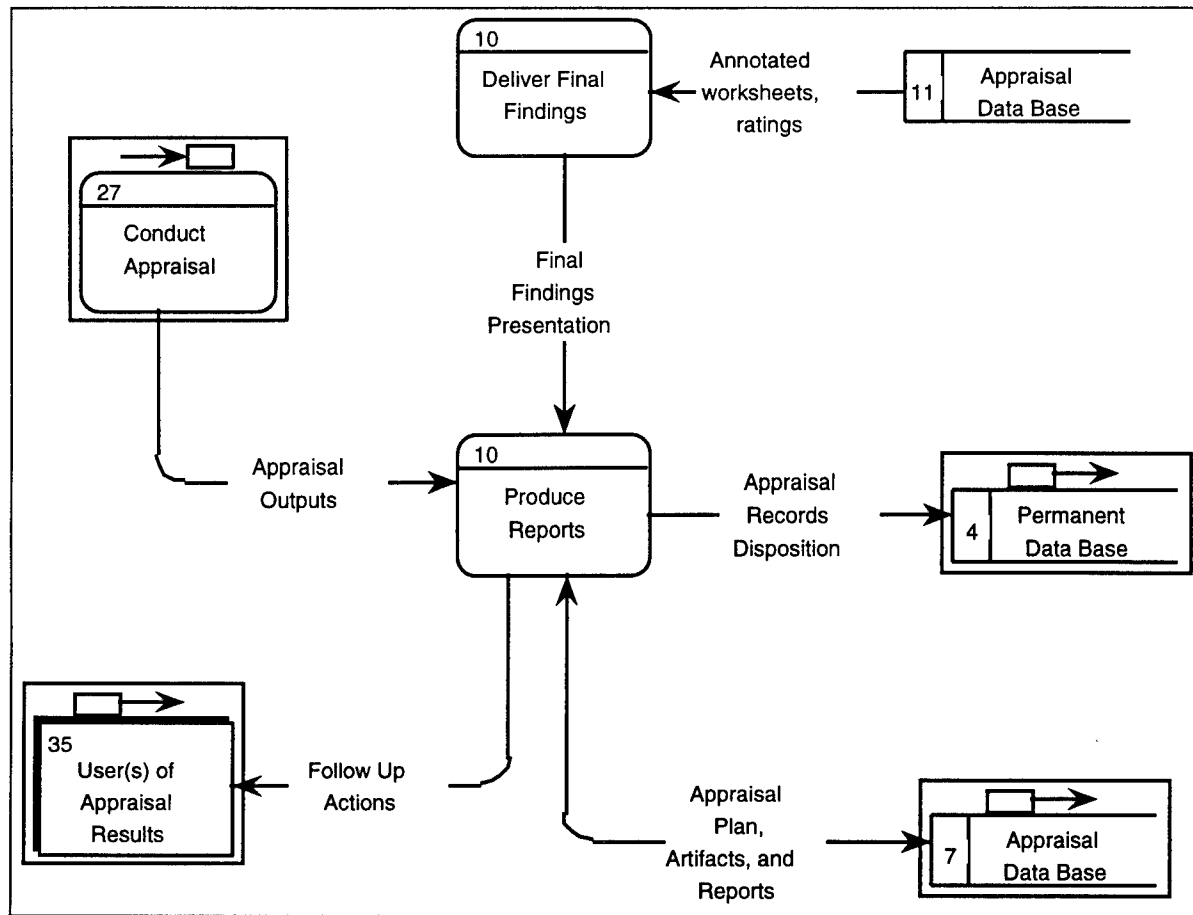 10
Deliver Final
Findings
Annotated
worksheets,
ratings
11
Appraisal
Data Base
27
Conduct
Appraisal
Final
Findings
Presentation
Appraisal
Outputs
10
Produce
Reports
Appraisal
Records
Disposition
4
Permanent
Data Base
35
User(s) of
Appraisal
Results
Follow Up
Actions
Appraisal
Plan,
Artifacts, and
Reports
7
Appraisal
Data Base